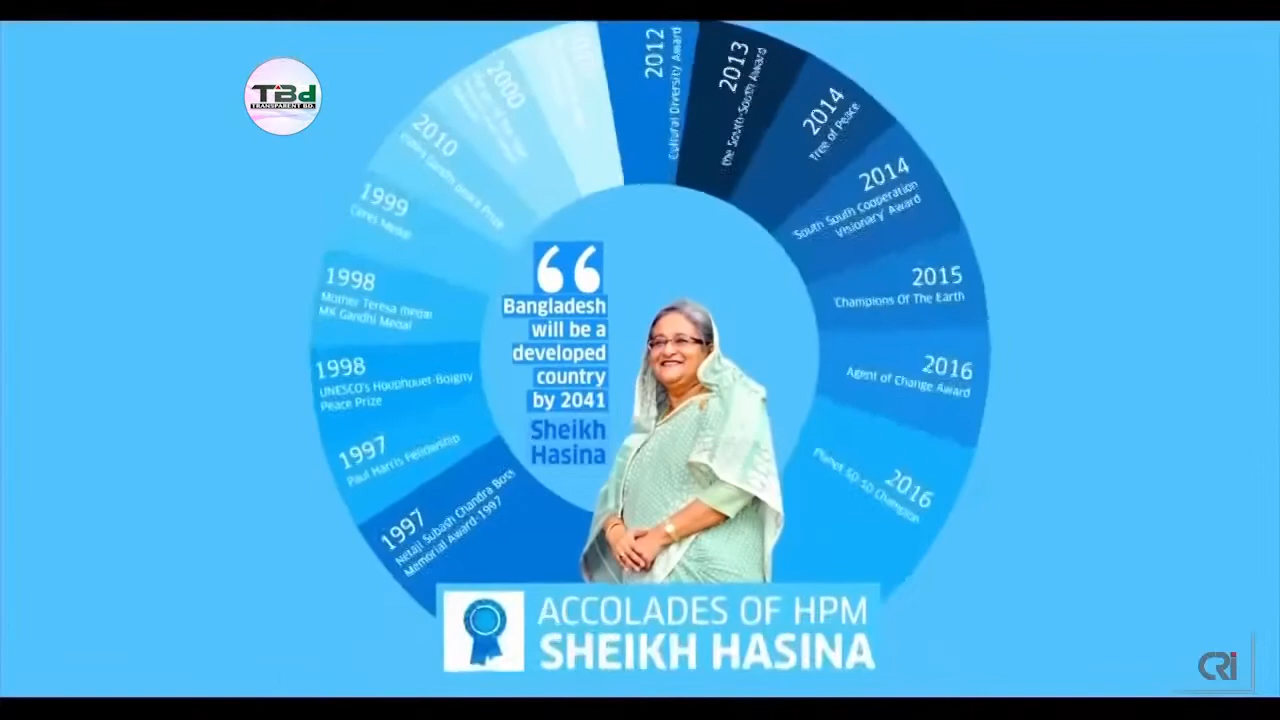 TBd
TRANSPARENT BD.
1997
Netaji Subash Chandra Bose
Memorial Award-1997
1997
Paul Harris Fellowship
1998
UNESCO's Houphouet-Boigny
Peace Prize
1998
Mother Teresa medal
MK Gandhi Medal
1999
Ceres Medal
2010
Indira Gandhi Peace Prize
2000
2012
Cultural Diversity Award
2013
the South-South Award
2014
Tree of Peace
2014
'South South Cooperation
Visionary' Award
2015
'Champions Of The Earth
2016
Agent of Change Award
2016
Planet 50-50 Champion
“
Bangladesh
will be a
developed
country
by 2041
Sheikh
Hasina
ACCOLADES OF HPM
SHEIKH HASINA
CRi